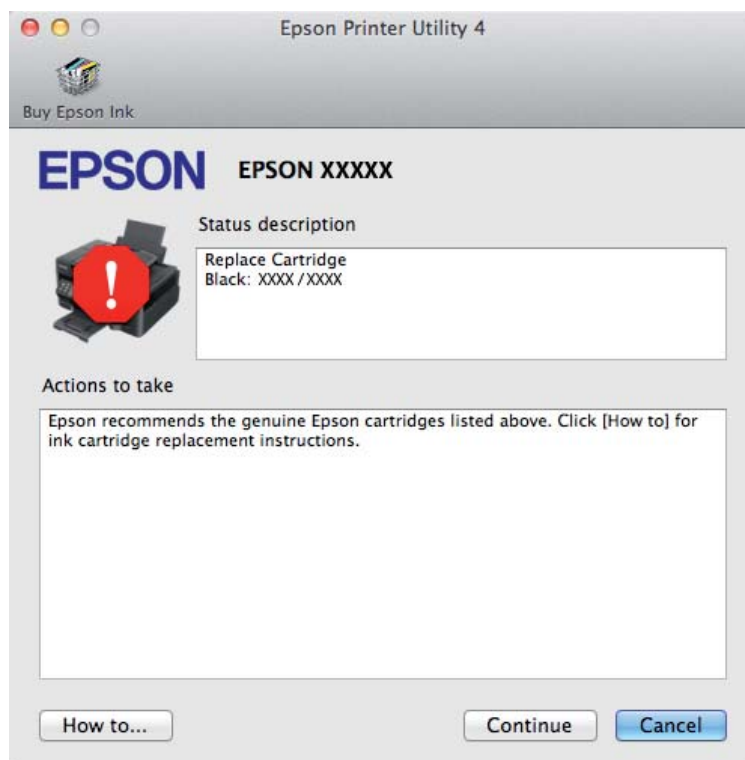 Epson Printer Utility 4
Buy Epson Ink
EPSON EPSON XXXXX
Status description
Replace Cartridge
Black: XXXX / XXXX
Actions to take
Epson recommends the genuine Epson cartridges listed above. Click [How to] for
ink cartridge replacement instructions.
How to... Continue Cancel